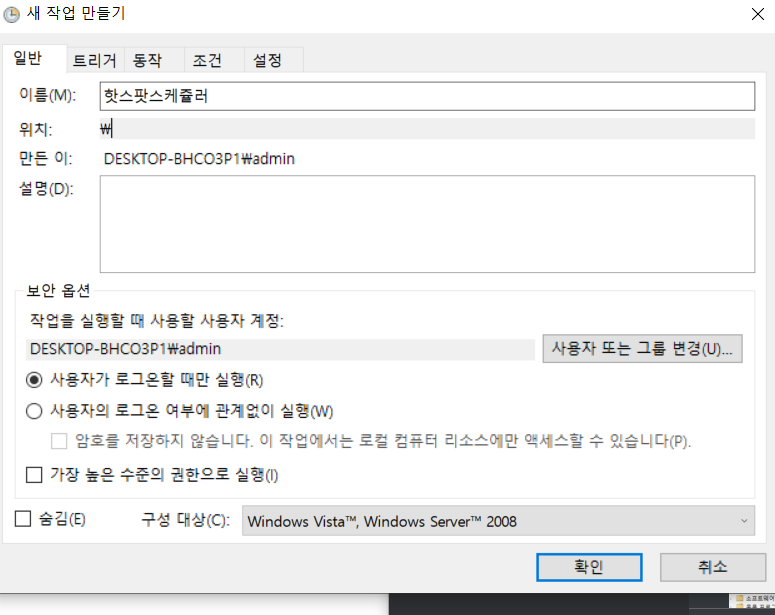 새 작업 만들기
일반 트리거 동작 조건 설정
이름(M): 핫스팟스케쥴러
위치: ₩
만든 이: DESKTOP-BHCO3P1₩admin
설명(D):
보안 옵션
작업을 실행할 때 사용할 사용자 계정:
DESKTOP-BHCO3P1₩admin 사용자 또는 그룹 변경(U)...
사용자가 로그온할 때만 실행(R)
사용자의 로그온 여부에 관계없이 실행(W)
암호를 저장하지 않습니다. 이 작업에서는 로컬 컴퓨터 리소스에만 액세스할 수 있습니다(P).
가장 높은 수준의 권한으로 실행(I)
숨김(E) 구성 대상(C): Windows Vista™, Windows Server™ 2008
확인 취소
소프트웨어